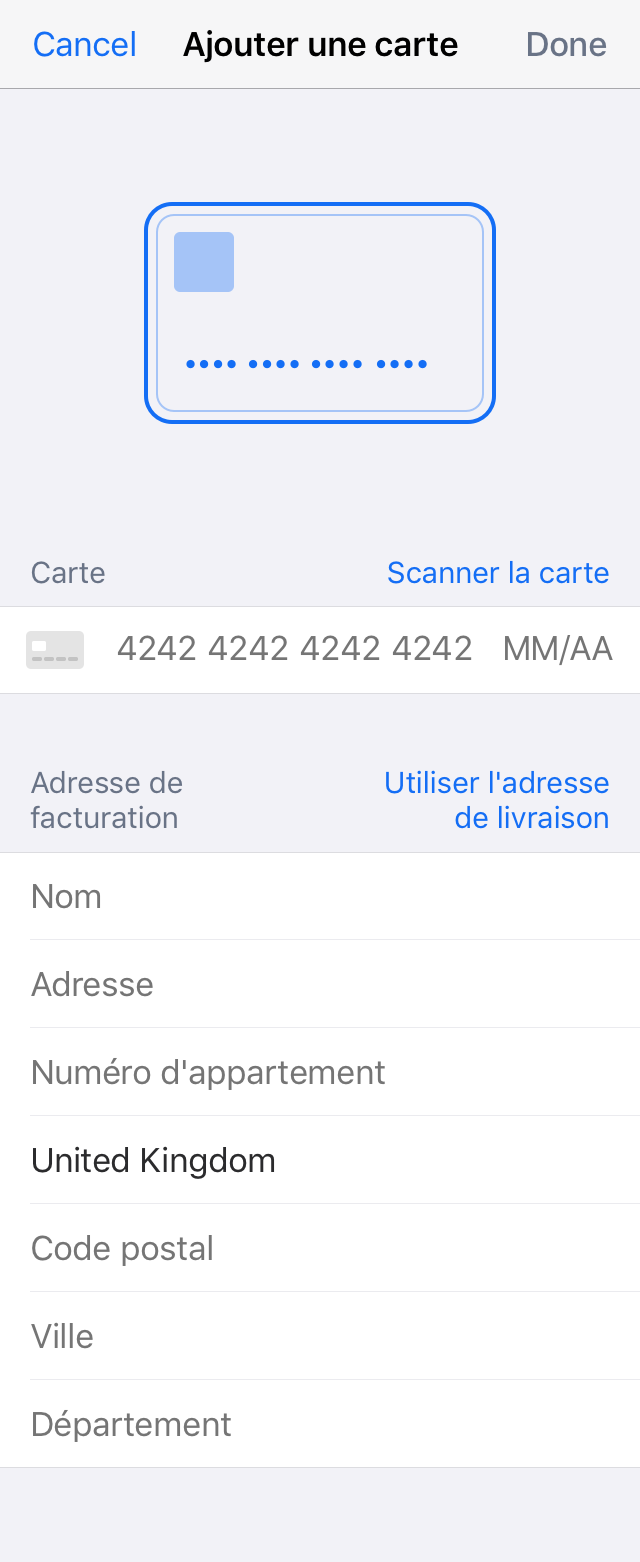 Cancel Ajouter une carte Done
•••• •••• •••• ••••
Carte Scanner la carte
4242 4242 4242 4242 MM/AA
Adresse de Utiliser l'adresse
facturation de livraison
Nom
Adresse
Numéro d'appartement
United Kingdom
Code postal
Ville
Département